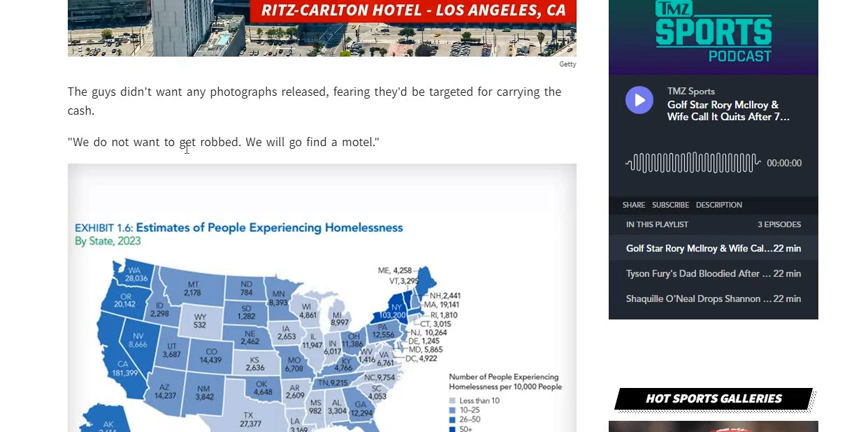 RITZ-CARLTON HOTEL - LOS ANGELES, CA
Getty
The guys didn't want any photographs released, fearing they'd be targeted for carrying the
cash.
"We do not want to get robbed. We will go find a motel."
EXHIBIT 1.6: Estimates of People Experiencing Homelessness
By State, 2023
WA
28,036
OR
20,142
CA
181,399
NV
8,666
ID
2,298
MT
2,178
WY
532
UT
3,687
AZ
14,237
CO
14,439
NM
3,842
ND
784
SD
1,282
NE
2,462
KS
2,636
OK
4,648
TX
27,377
MN
8,393
IA
2,653
MO
6,708
AR
2,609
LA
3,169
WI
4,861
IL
11,947
MI
8,997
IN
6,017
OH
11,386
KY
4,766
TN, 9,215
MS
982
AL
3,304
GA
12,294
SC
4,053
NC, 9,754
VA
6,761
WV
1,416
PA
12,556
NY
103,200
ME, 4,258
VT, 3,295
NH, 2,441
MA, 19,141
RI, 1,810
CT, 3,015
NJ, 10,264
DE, 1,245
MD, 5,865
DC, 4,922
AK
Number of People Experiencing
Homelessness per 10,000 People
Less than 10
10–25
26–50
50+
TMZ
SPORTS
PODCAST
TMZ Sports
Golf Star Rory McIlroy &
Wife Call It Quits After 7...
00:00:00
SHARE SUBSCRIBE DESCRIPTION
IN THIS PLAYLIST 3 EPISODES
Golf Star Rory McIlroy & Wife Cal... 22 min
Tyson Fury's Dad Bloodied After ... 22 min
Shaquille O'Neal Drops Shannon ... 22 min
HOT SPORTS GALLERIES